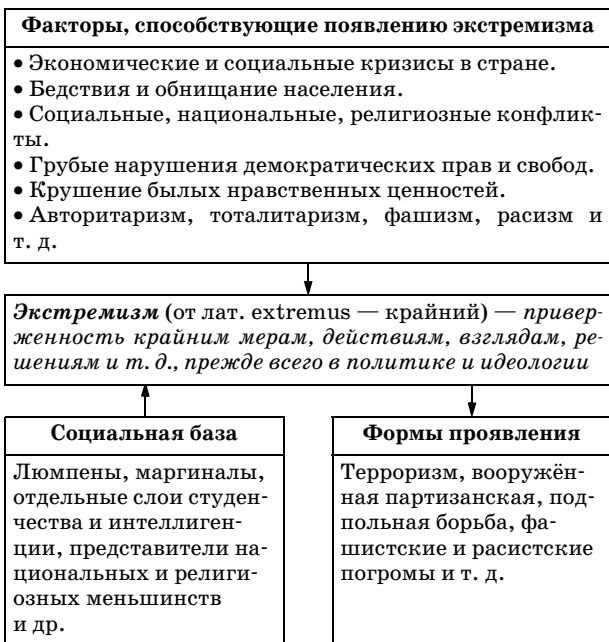 Факторы, способствующие появлению экстремизма
• Экономические и социальные кризисы в стране.
• Бедствия и обнищание населения.
• Социальные, национальные, религиозные конфлик-
ты.
• Грубые нарушения демократических прав и свобод.
• Крушение былых нравственных ценностей.
• Авторитаризм, тоталитаризм, фашизм, расизм и
т. д.
Экстремизм (от лат. extremus — крайний) — привер-
женность крайним мерам, действиям, взглядам, ре-
шениям и т. д., прежде всего в политике и идеологии
Социальная база
Люмпены, маргиналы,
отдельные слои студен-
чества и интеллиген-
ции, представители на-
циональных и религи-
озных меньшинств
и др.
Формы проявления
Терроризм, вооружён-
ная партизанская, под-
польная борьба, фа-
шистские и расистские
погромы и т. д.